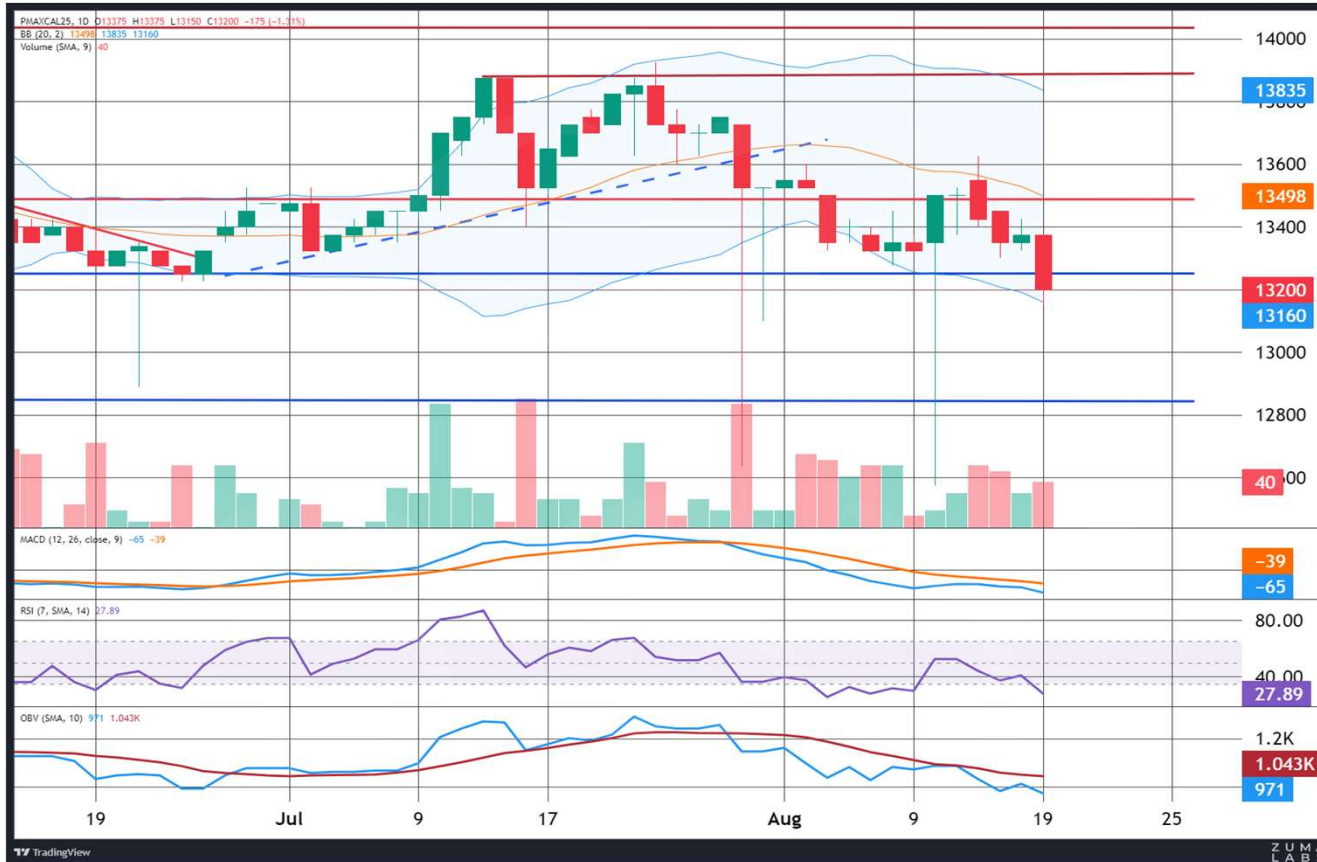 PMAXCAL25, 1D O13375 H13375 L13150 C13200 −175 (−1.31%)
BB (20, 2) 13498 13835 13160
Volume (SMA, 9) 40
14000
13835
13800
13600
13498
13400
13200
13160
13000
12800
40
MACD (12, 26, close, 9) −65 −39
−39
−65
RSI (7, SMA, 14) 27.89
80.00
40.00
27.89
OBV (SMA, 10) 971 1.043K
1.2K
1.043K
971
19 Jul 9 17 Aug 9 19 25
TradingView
ZUM
LAB